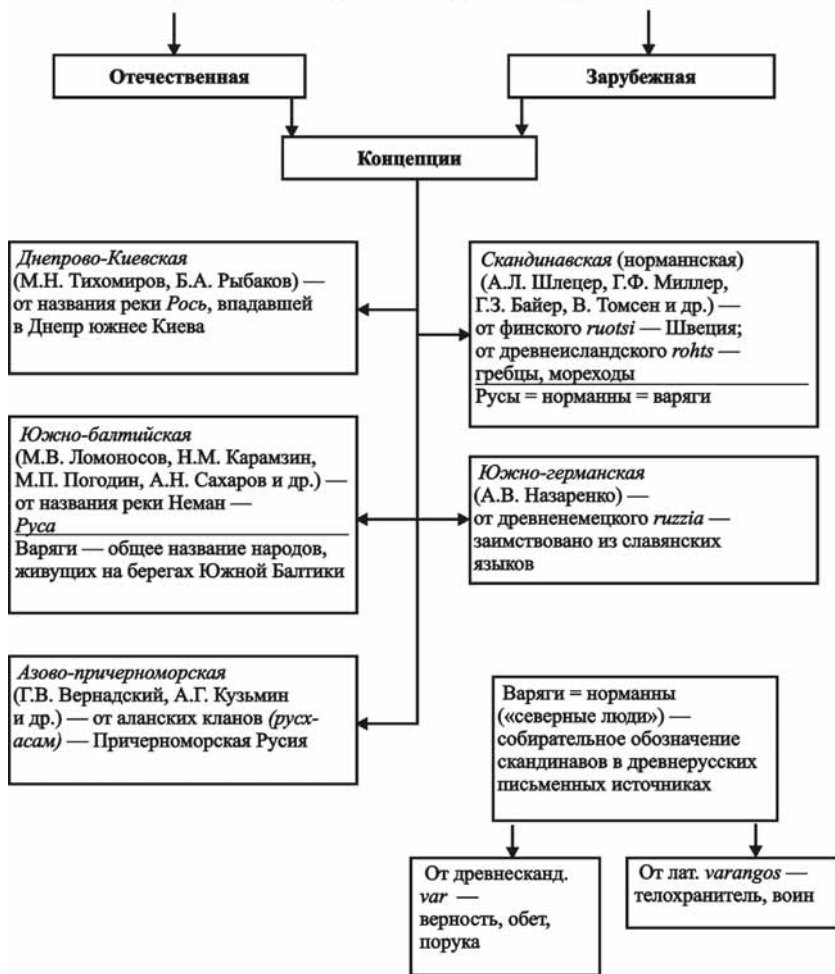 Отечественная
Зарубежная
Концепции
Днепрово-Киевская
(М.Н. Тихомиров, Б.А. Рыбаков) —
от названия реки Рось, впадавшей
в Днепр южнее Киева
Скандинавская (норманнская)
(А.Л. Шлецер, Г.Ф. Миллер,
Г.З. Байер, В. Томсен и др.) —
от финского ruotsi — Швеция;
от древнеисландского rohts —
гребцы, мореходы
Русы = норманны = варяги
Южно-балтийская
(М.В. Ломоносов, Н.М. Карамзин,
М.П. Погодин, А.Н. Сахаров и др.) —
от названия реки Неман —
Руса
Варяги — общее название народов,
живущих на берегах Южной Балтики
Южно-германская
(А.В. Назаренко) —
от древненемецкого ruzzia —
заимствовано из славянских
языков
Азово-причерноморская
(Г.В. Вернадский, А.Г. Кузьмин
и др.) — от аланских кланов (русх-
асам) — Причерноморская Русия
Варяги = норманны
(«северные люди») —
собирательное обозначение
скандинавов в древнерусских
письменных источниках
От древнесканд.
var —
верность, обет,
порука
От лат. varangos —
телохранитель, воин